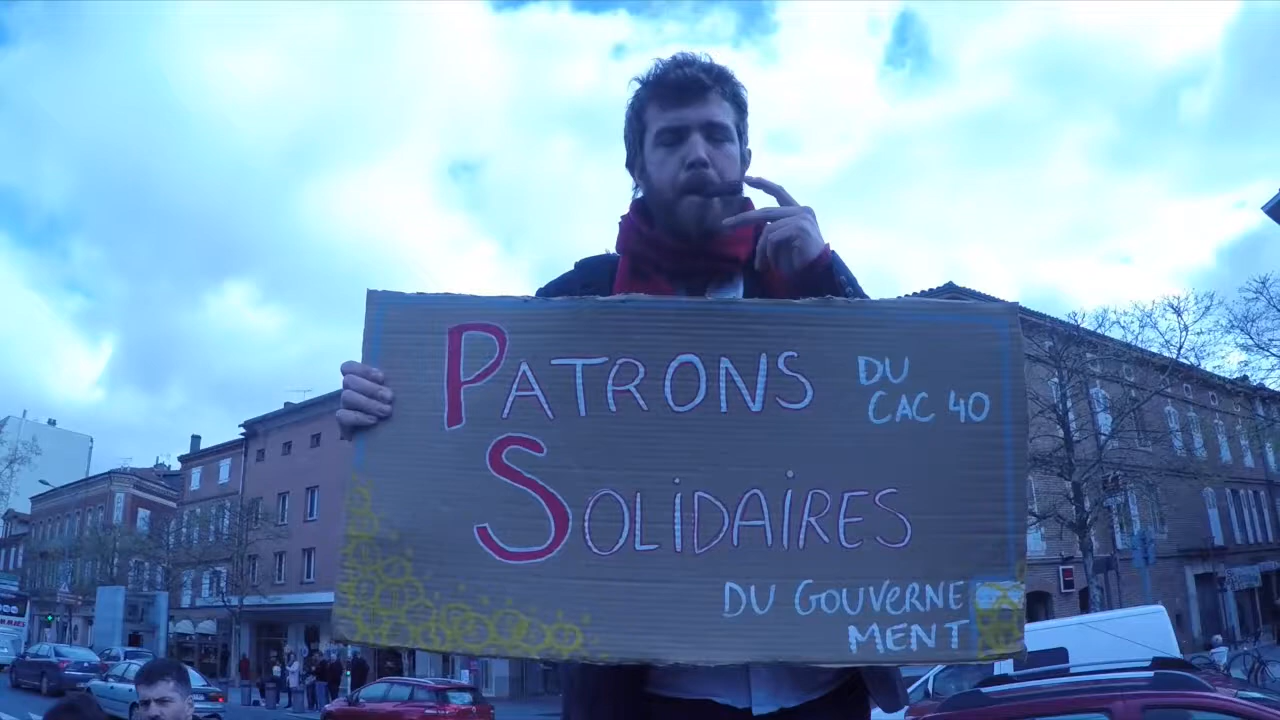 PATRONS
DU
CAC 40
SOLiDAiRES
DU GOUVERNE
MENT